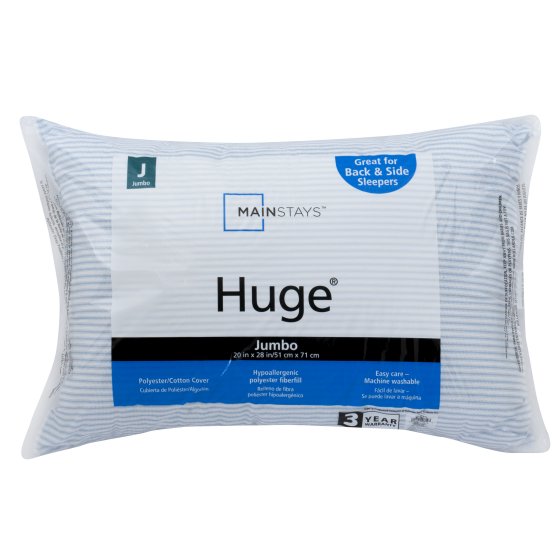 J
Jumbo
Great for
Back & Side
Sleepers
MAINSTAYS™
Huge®
Jumbo
20 in x 28 in/51 cm x 71 cm
Polyester/Cotton Cover
Cubierta de Poliéster/Algodón
Hypoallergenic
polyester fiberfill
Relleno de fibra
poliéster hipoalergénico
Easy care –
Machine washable
Fácil de lavar –
Se puede lavar a máquina
3 YEAR
WARRANTY